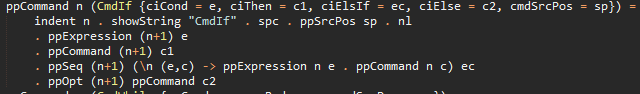 ppCommand n (CmdIf {ciCond = e, ciThen = c1, ciElsIf = ec, ciElse = c2, cmdSrcPos = sp}) =
    indent n . showString "CmdIf" . spc . ppSrcPos sp . nl
    . ppExpression (n+1) e
    . ppCommand (n+1) c1
    . ppSeq (n+1) (\n (e,c) -> ppExpression n e . ppCommand n c) ec
    . ppOpt (n+1) ppCommand c2